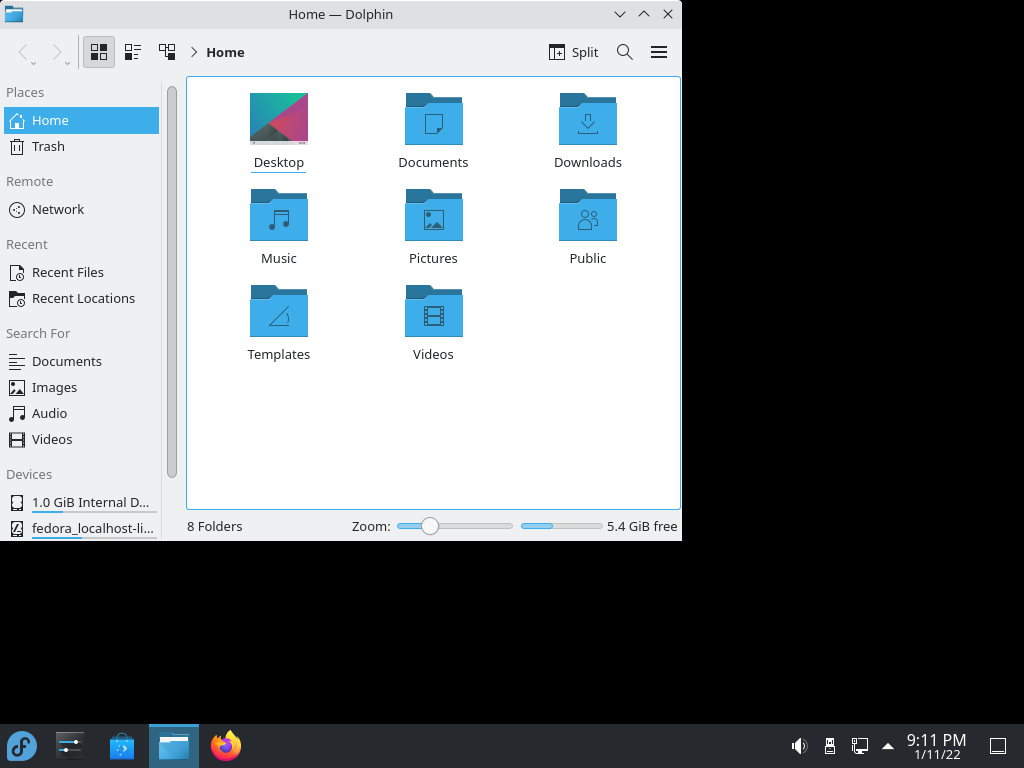 Home — Dolphin
Home
Split
Places
Home
Trash
Remote
Network
Recent
Recent Files
Recent Locations
Search For
Documents
Images
Audio
Videos
Devices
1.0 GiB Internal D...
fedora_localhost-li...
Desktop
Documents
Downloads
Music
Pictures
Public
Templates
Videos
8 Folders
Zoom:
5.4 GiB free
9:11 PM
1/11/22